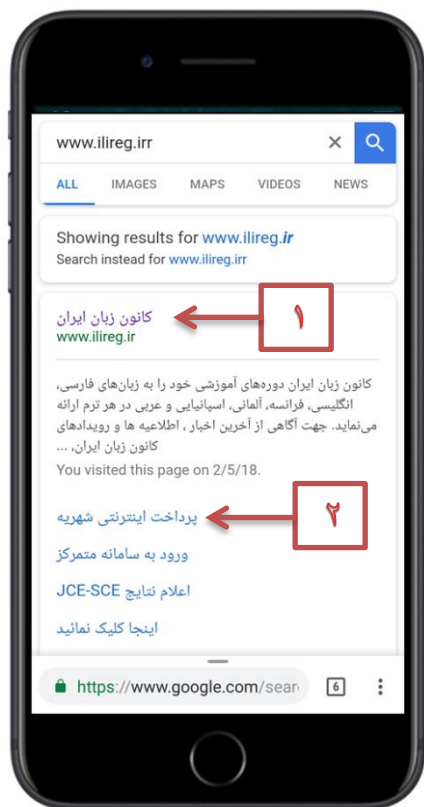 www.ilireg.irr
ALL IMAGES MAPS VIDEOS NEWS
Showing results for www.ilireg.ir
Search instead for www.ilireg.irr
کانون زبان ایران
۱
www.ilireg.ir
کانون زبان ایران دوره‌های آموزشی خود را به زبان‌های فارسی،
انگلیسی، فرانسه، آلمانی، اسپانیایی و عربی در هر ترم ارائه
می‌نماید. جهت آگاهی از آخرین اخبار ، اطلاعیه ها و رویدادهای
کانون زبان ایران، ...
You visited this page on 2/5/18.
پرداخت اینترنتی شهریه
۲
ورود به سامانه متمرکز
اعلام نتایج JCE-SCE
اینجا کلیک نمائید
https://www.google.com/sear
6